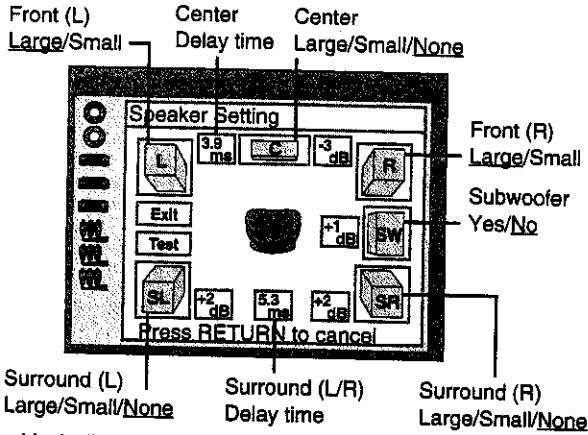 Front (L)
Large/Small
Center
Delay time
Center
Large/Small/None
Speaker Setting
L
3.9
ms
C
-3
dB
R
Front (R)
Large/Small
Exit
Test
+1
dB
SW
Subwoofer
Yes/No
SL
+2
dB
5.3
ms
+2
dB
SR
Press RETURN to cancel
Surround (L)
Large/Small/None
Surround (L/R)
Delay time
Surround (R)
Large/Small/None